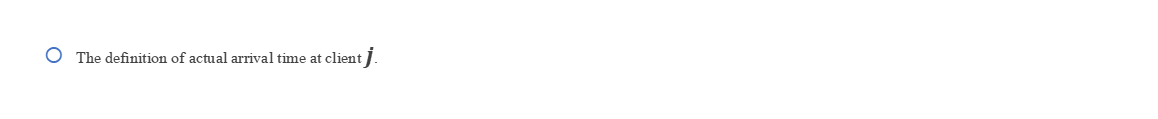 The definition of actual arrival time at client j.